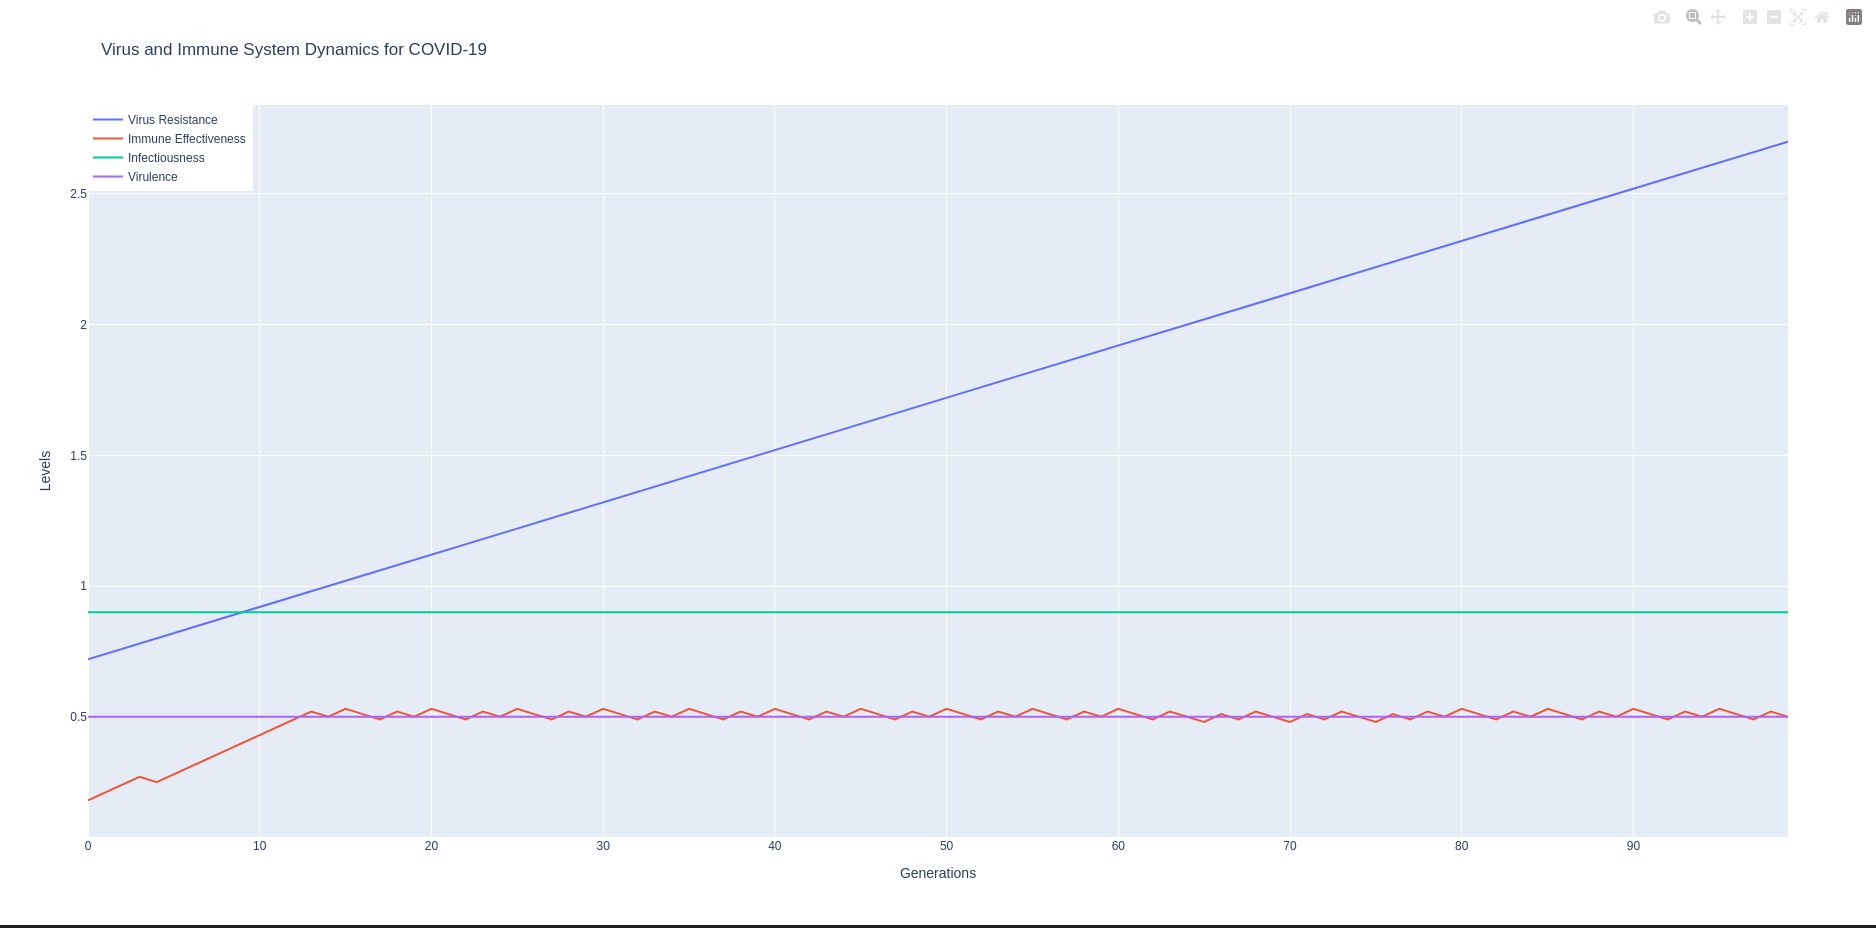 Virus and Immune System Dynamics for COVID-19
Virus Resistance
Immune Effectiveness
Infectiousness
Virulence
2.5
2
1.5
1
0.5
Levels
0 10 20 30 40 50 60 70 80 90
Generations